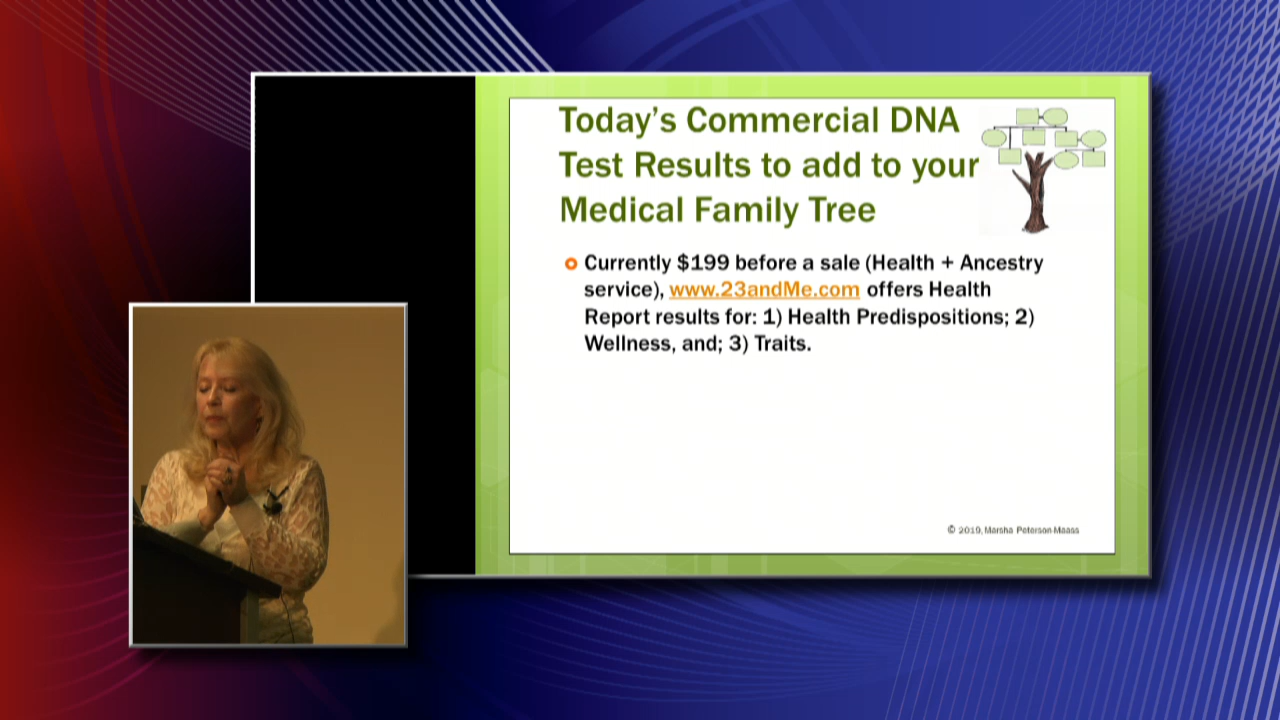 Today's Commercial DNA
Test Results to add to your
Medical Family Tree
Currently $199 before a sale (Health + Ancestry
service), www.23andMe.com offers Health
Report results for: 1) Health Predispositions; 2)
Wellness, and; 3) Traits.
© 2019, Marsha Peterson-Maass